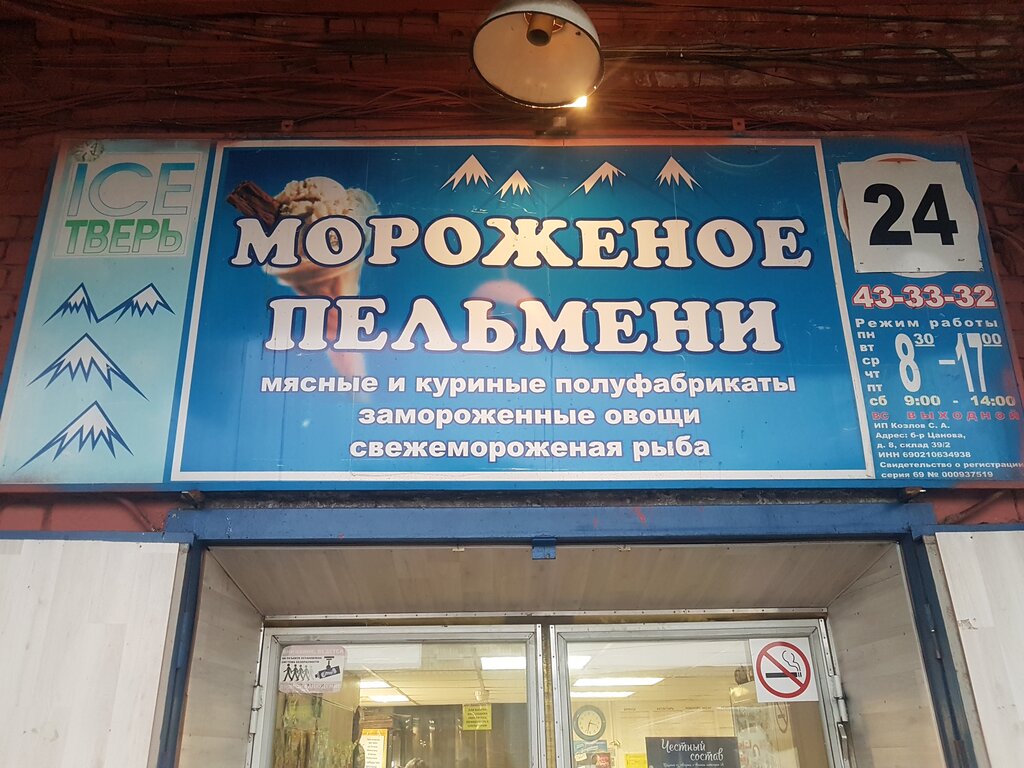 ICE
ТВЕРЬ
МОРОЖЕНОЕ
ПЕЛЬМЕНИ
мясные и куриные полуфабрикаты
замороженные овощи
свежемороженая рыба
24
43-33-32
Режим работы
пн
вт
ср
чт
пт
8 30 - 17 00
сб 9:00 - 14:00
вс выходной
ИП Козлов С. А.
Адрес: б-р Цанова,
д. 8, склад 39/2
ИНН 690210634938
Свидетельство о регистрации
серия 69 № 000937519
Честный
состав